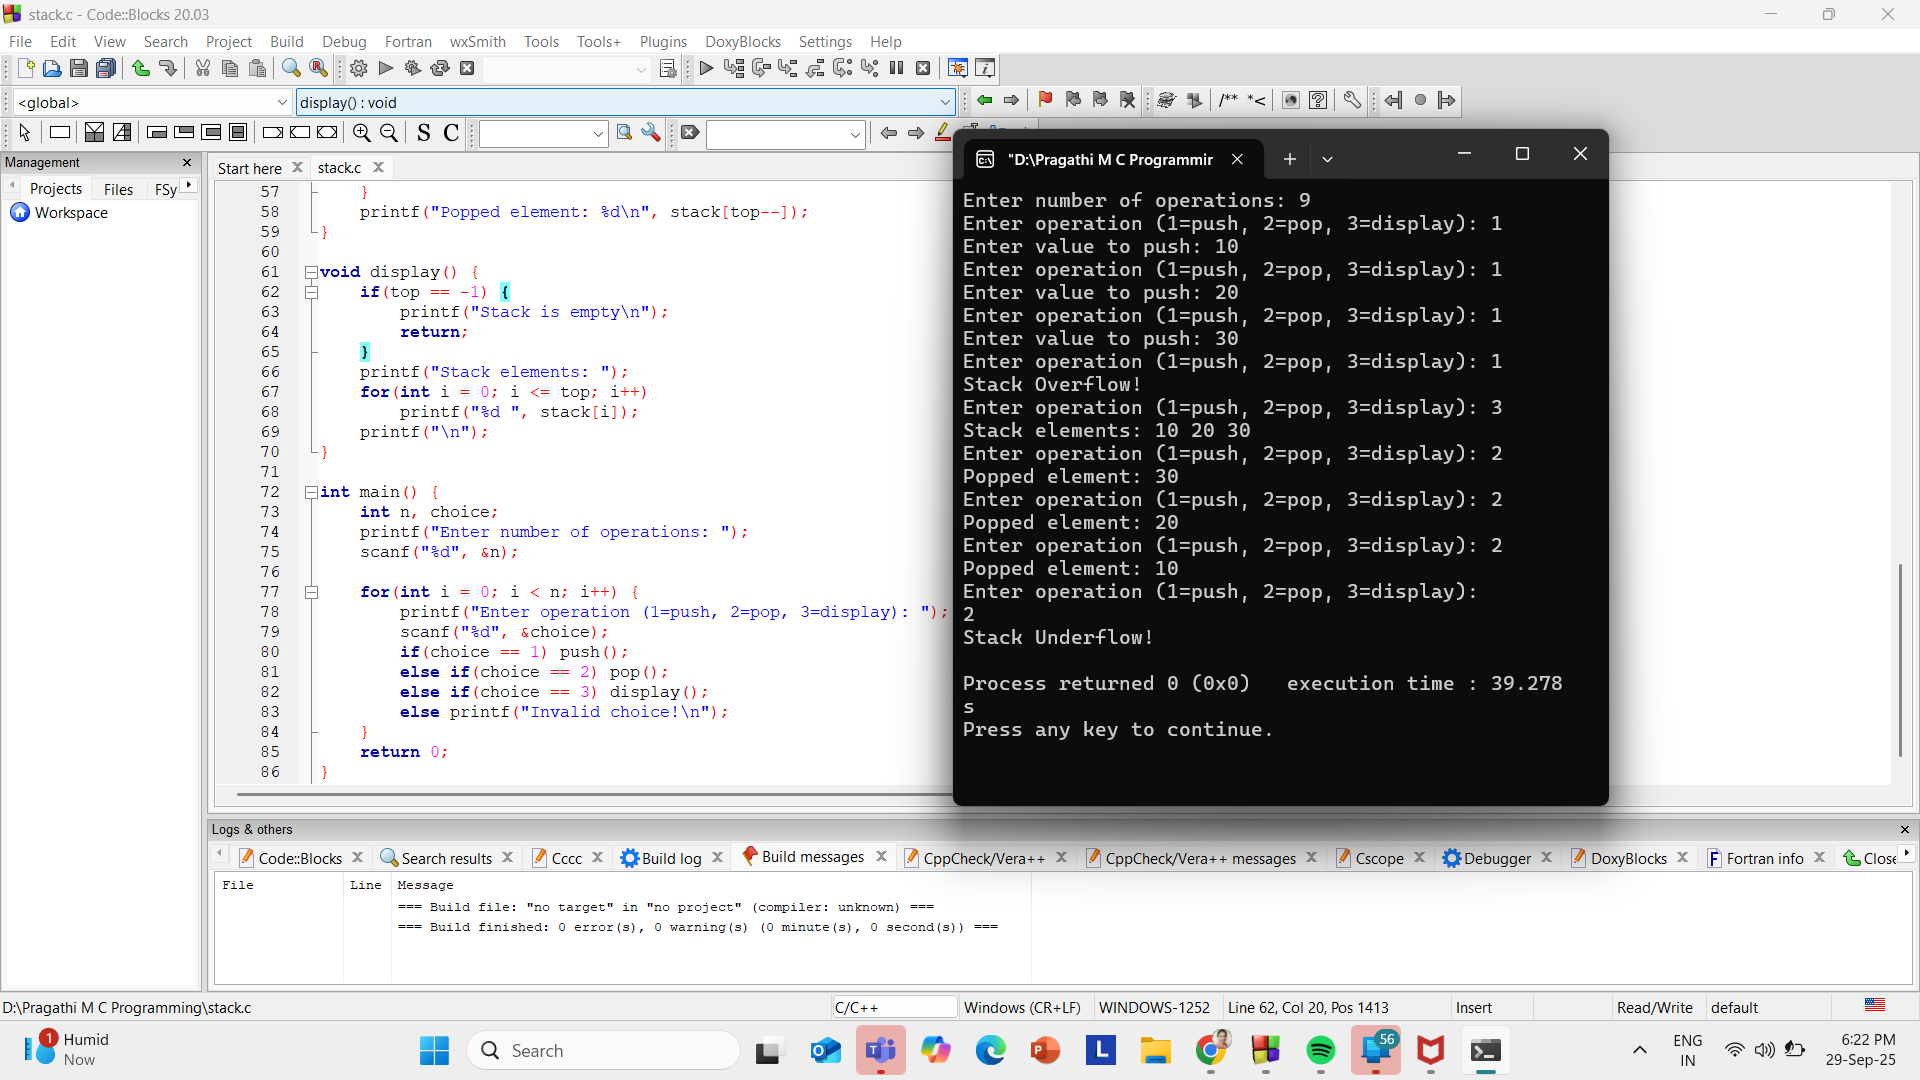 stack.c - Code::Blocks 20.03
File Edit View Search Project Build Debug Fortran wxSmith Tools Tools+ Plugins DoxyBlocks Settings Help
<global> display() : void
/** *<
S C
Management
Projects Files FSy
Workspace
Start here stack.c
57 }
58 printf("Popped element: %d\n", stack[top--]);
59 }
60
61 void display() {
62 if(top == -1) {
63 printf("Stack is empty\n");
64 return;
65 }
66 printf("Stack elements: ");
67 for(int i = 0; i <= top; i++)
68 printf("%d ", stack[i]);
69 printf("\n");
70 }
71
72 int main() {
73 int n, choice;
74 printf("Enter number of operations: ");
75 scanf("%d", &n);
76
77 for(int i = 0; i < n; i++) {
78 printf("Enter operation (1=push, 2=pop, 3=display): ");
79 scanf("%d", &choice);
80 if(choice == 1) push();
81 else if(choice == 2) pop();
82 else if(choice == 3) display();
83 else printf("Invalid choice!\n");
84 }
85 return 0;
86 }
"D:\Pragathi M C Programmir
Enter number of operations: 9
Enter operation (1=push, 2=pop, 3=display): 1
Enter value to push: 10
Enter operation (1=push, 2=pop, 3=display): 1
Enter value to push: 20
Enter operation (1=push, 2=pop, 3=display): 1
Enter value to push: 30
Enter operation (1=push, 2=pop, 3=display): 1
Stack Overflow!
Enter operation (1=push, 2=pop, 3=display): 3
Stack elements: 10 20 30
Enter operation (1=push, 2=pop, 3=display): 2
Popped element: 30
Enter operation (1=push, 2=pop, 3=display): 2
Popped element: 20
Enter operation (1=push, 2=pop, 3=display): 2
Popped element: 10
Enter operation (1=push, 2=pop, 3=display):
2
Stack Underflow!
Process returned 0 (0x0)   execution time : 39.278
s
Press any key to continue.
Logs & others
Code::Blocks Search results Cccc Build log Build messages CppCheck/Vera++ CppCheck/Vera++ messages Cscope Debugger DoxyBlocks Fortran info Close
File Line Message
=== Build file: "no target" in "no project" (compiler: unknown) ===
=== Build finished: 0 error(s), 0 warning(s) (0 minute(s), 0 second(s)) ===
D:\Pragathi M C Programming\stack.c C/C++ Windows (CR+LF) WINDOWS-1252 Line 62, Col 20, Pos 1413 Insert Read/Write default
1 Humid
Now
Search
L
56
ENG
IN
6:22 PM
29-Sep-25